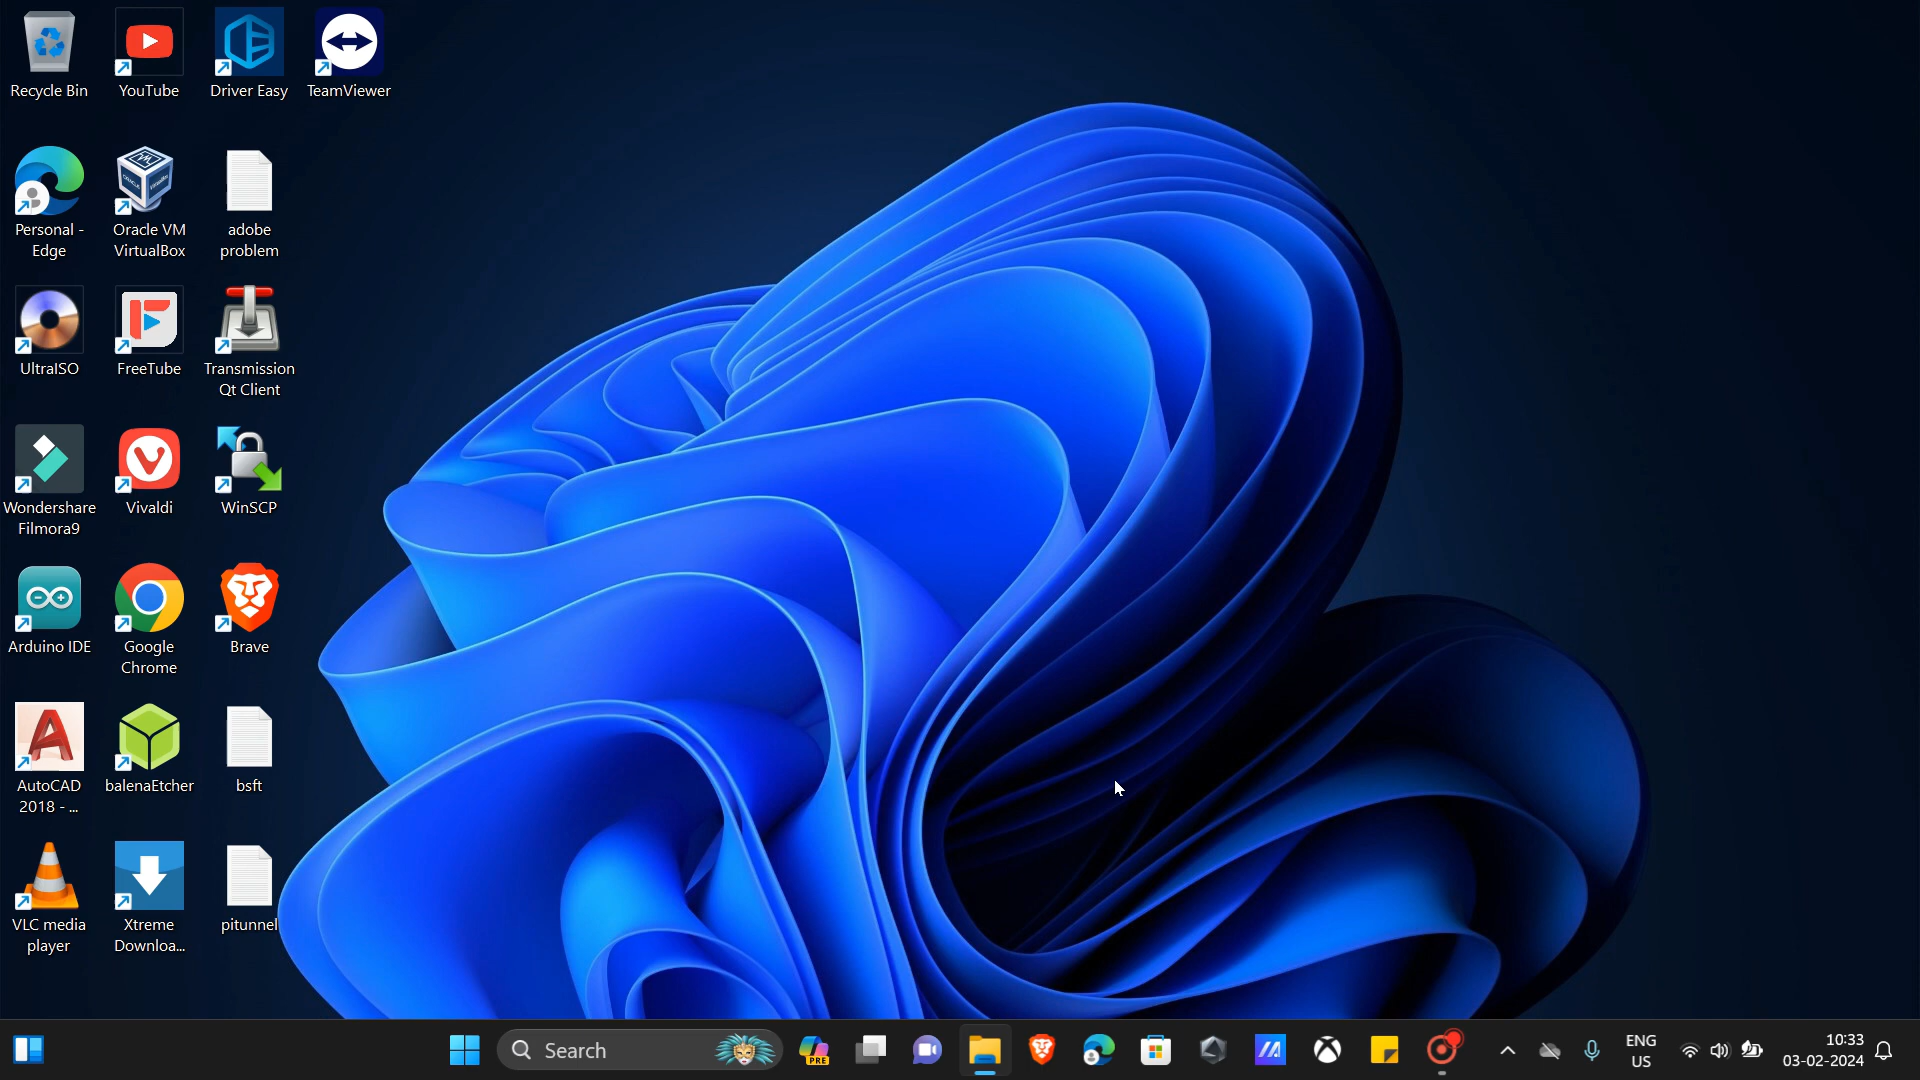 Recycle Bin
YouTube
Driver Easy
TeamViewer
Personal -
Edge
Oracle VM
VirtualBox
adobe
problem
UltraISO
FreeTube
Transmission
Qt Client
Wondershare
Filmora9
Vivaldi
WinSCP
Arduino IDE
Google
Chrome
Brave
AutoCAD
2018 - ...
balenaEtcher
bsft
VLC media
player
Xtreme
Downloa...
pitunnel
Search
PRE
ENG
US
10:33
03-02-2024